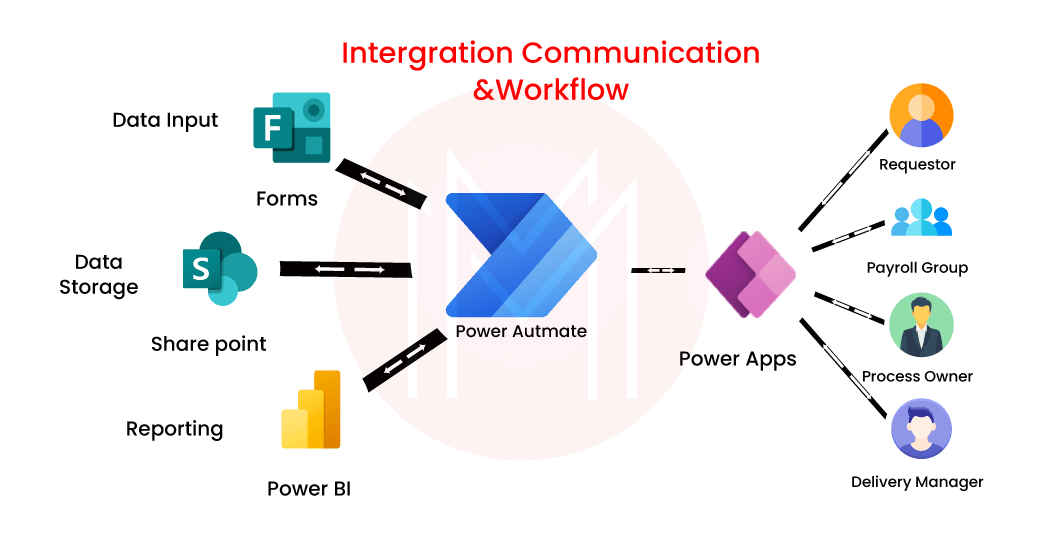 Intergration Communication
&Workflow
Data Input
F
Forms
Data
Storage
S
Share point
Reporting
Power BI
Power Autmate
Power Apps
Requestor
Payroll Group
Process Owner
Delivery Manager